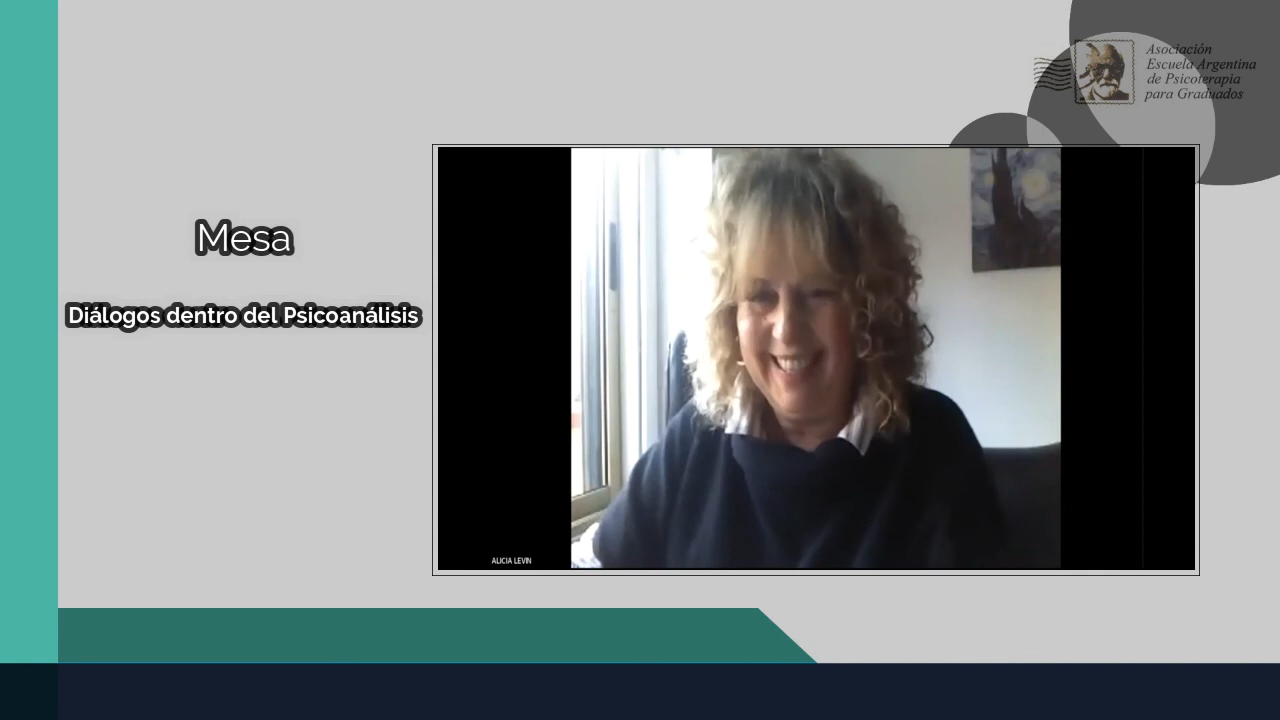 Asociación
Escuela Argentina
de Psicoterapia
para Graduados
Mesa
Diálogos dentro del Psicoanálisis
ALICIA LEVIN